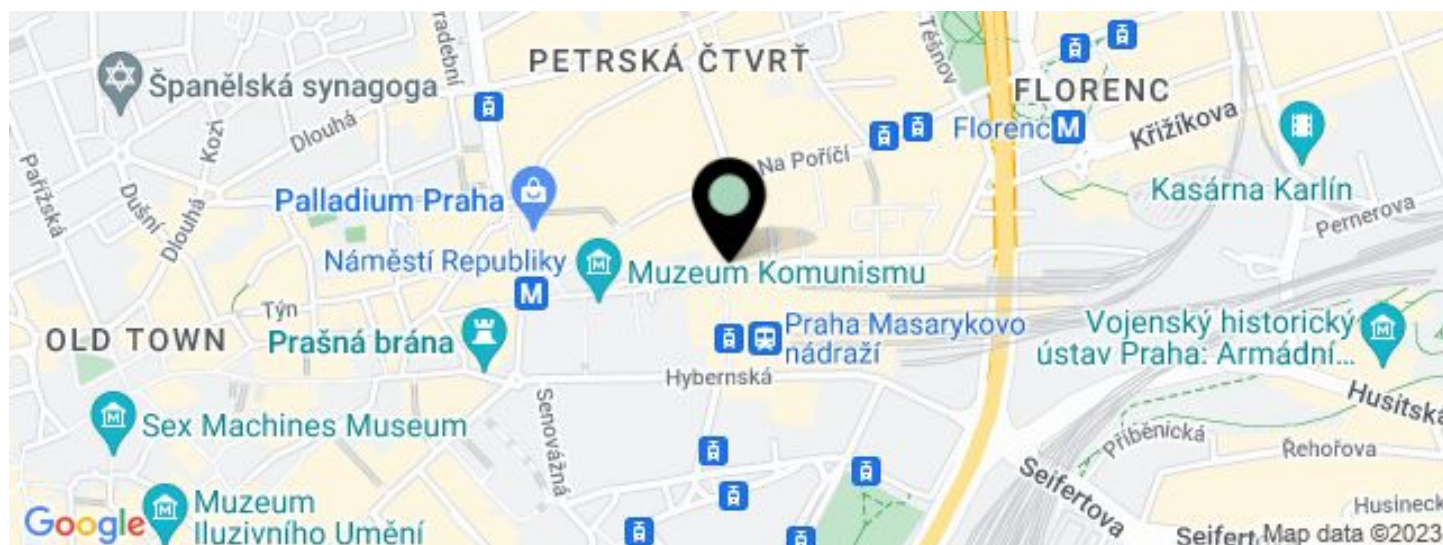 PETRSKÁ ČTVRŤ
Těšnov
FLORENC
Španělská synagoga
Dlouhá
Kozí
Florenc
M
Křižíkova
Pařížská
Dušní
Dlouhá
Na Poříčí
Kasárna Karlín
Palladium Praha
Pernerova
Náměstí Republiky
M
Muzeum Komunismu
Týn
OLD TOWN
Prašná brána
Praha Masarykovo
nádraží
Vojenský historický
ústav Praha: Armádní...
Hybernská
Husitská
Sex Machines Museum
Senovážná
Příběnická
Řehořova
Seifertova
Muzeum
Iluzivního Umění
Google
Map data ©2023